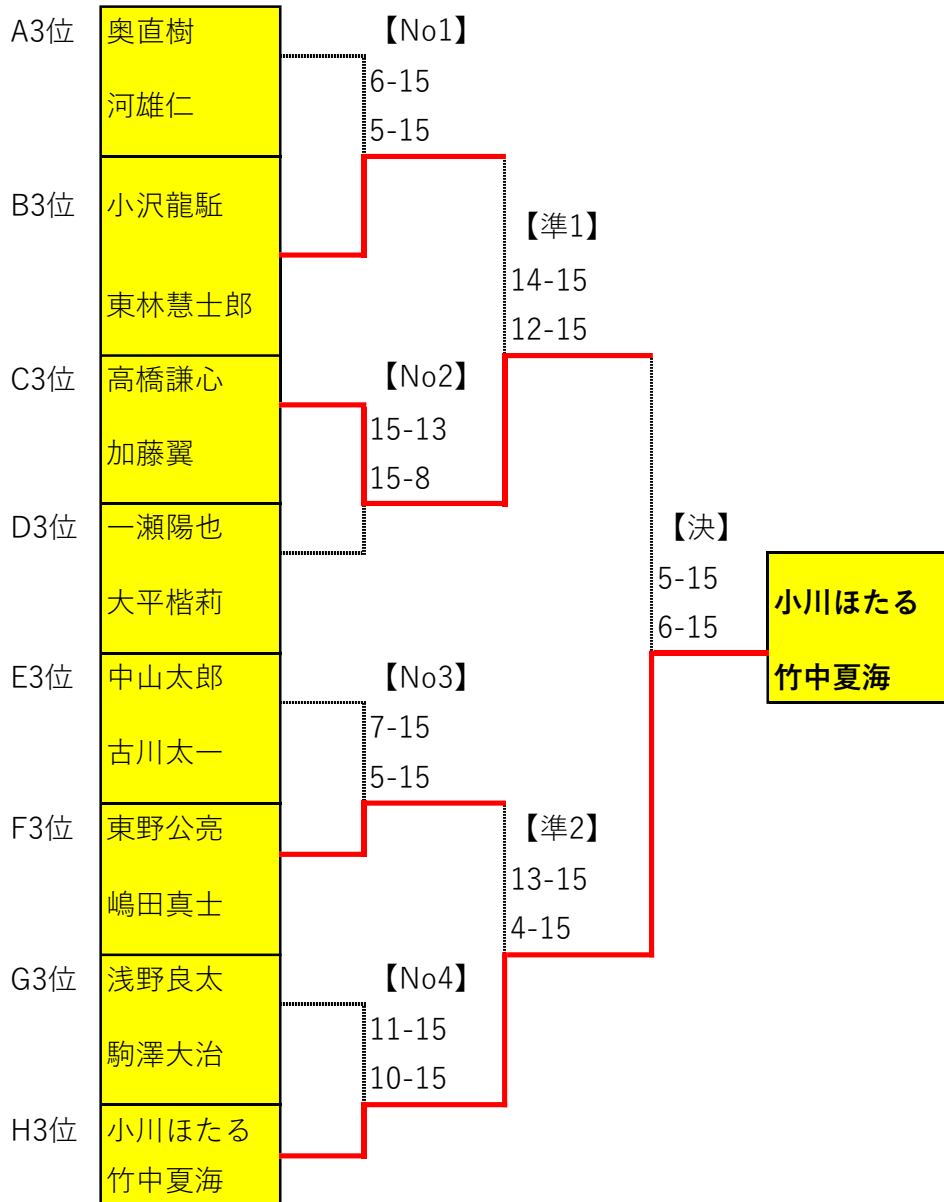 A3位 奥直樹 【No1】
6-15
河雄仁
5-15
B3位 小沢龍駈
【準1】
14-15
東林慧士郎
12-15
C3位 高橋謙心 【No2】
15-13
加藤翼
15-8
D3位 一瀬陽也 【決】
5-15
大平楷莉 小川ほたる
6-15
E3位 中山太郎 【No3】 竹中夏海
7-15
古川太一
5-15
F3位 東野公亮 【準2】
13-15
嶋田真士
4-15
G3位 浅野良太 【No4】
11-15
駒澤大治
10-15
H3位 小川ほたる
竹中夏海